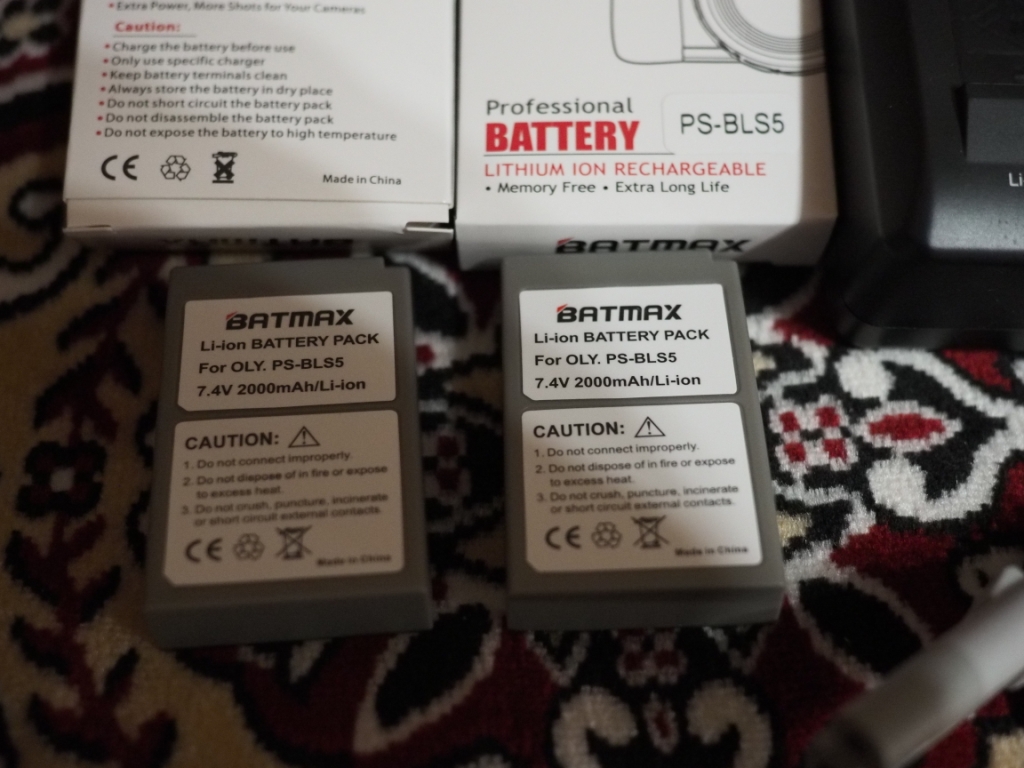 • Extra Power, More Shots for Your Cameras
Caution:
• Charge the battery before use
• Only use specific charger
• Keep battery terminals clean
• Always store the battery in dry place
• Do not short circuit the battery pack
• Do not disassemble the battery pack
• Do not expose the battery to high temperature
CE
Made in China
Professional
BATTERY
PS-BLS5
LITHIUM ION RECHARGEABLE
• Memory Free • Extra Long Life
BATMAX
Li
BATMAX
Li-ion BATTERY PACK
For OLY. PS-BLS5
7.4V 2000mAh/Li-ion
CAUTION:
1. Do not connect improperly.
2. Do not dispose of in fire or expose
to excess heat.
3. Do not crush, puncture, incinerate
or short circuit external contacts.
CE
Made in China
BATMAX
Li-ion BATTERY PACK
For OLY. PS-BLS5
7.4V 2000mAh/Li-ion
CAUTION:
1. Do not connect improperly.
2. Do not dispose of in fire or expose
to excess heat.
3. Do not crush, puncture, incinerate
or short circuit external contacts.
CE
Made in China